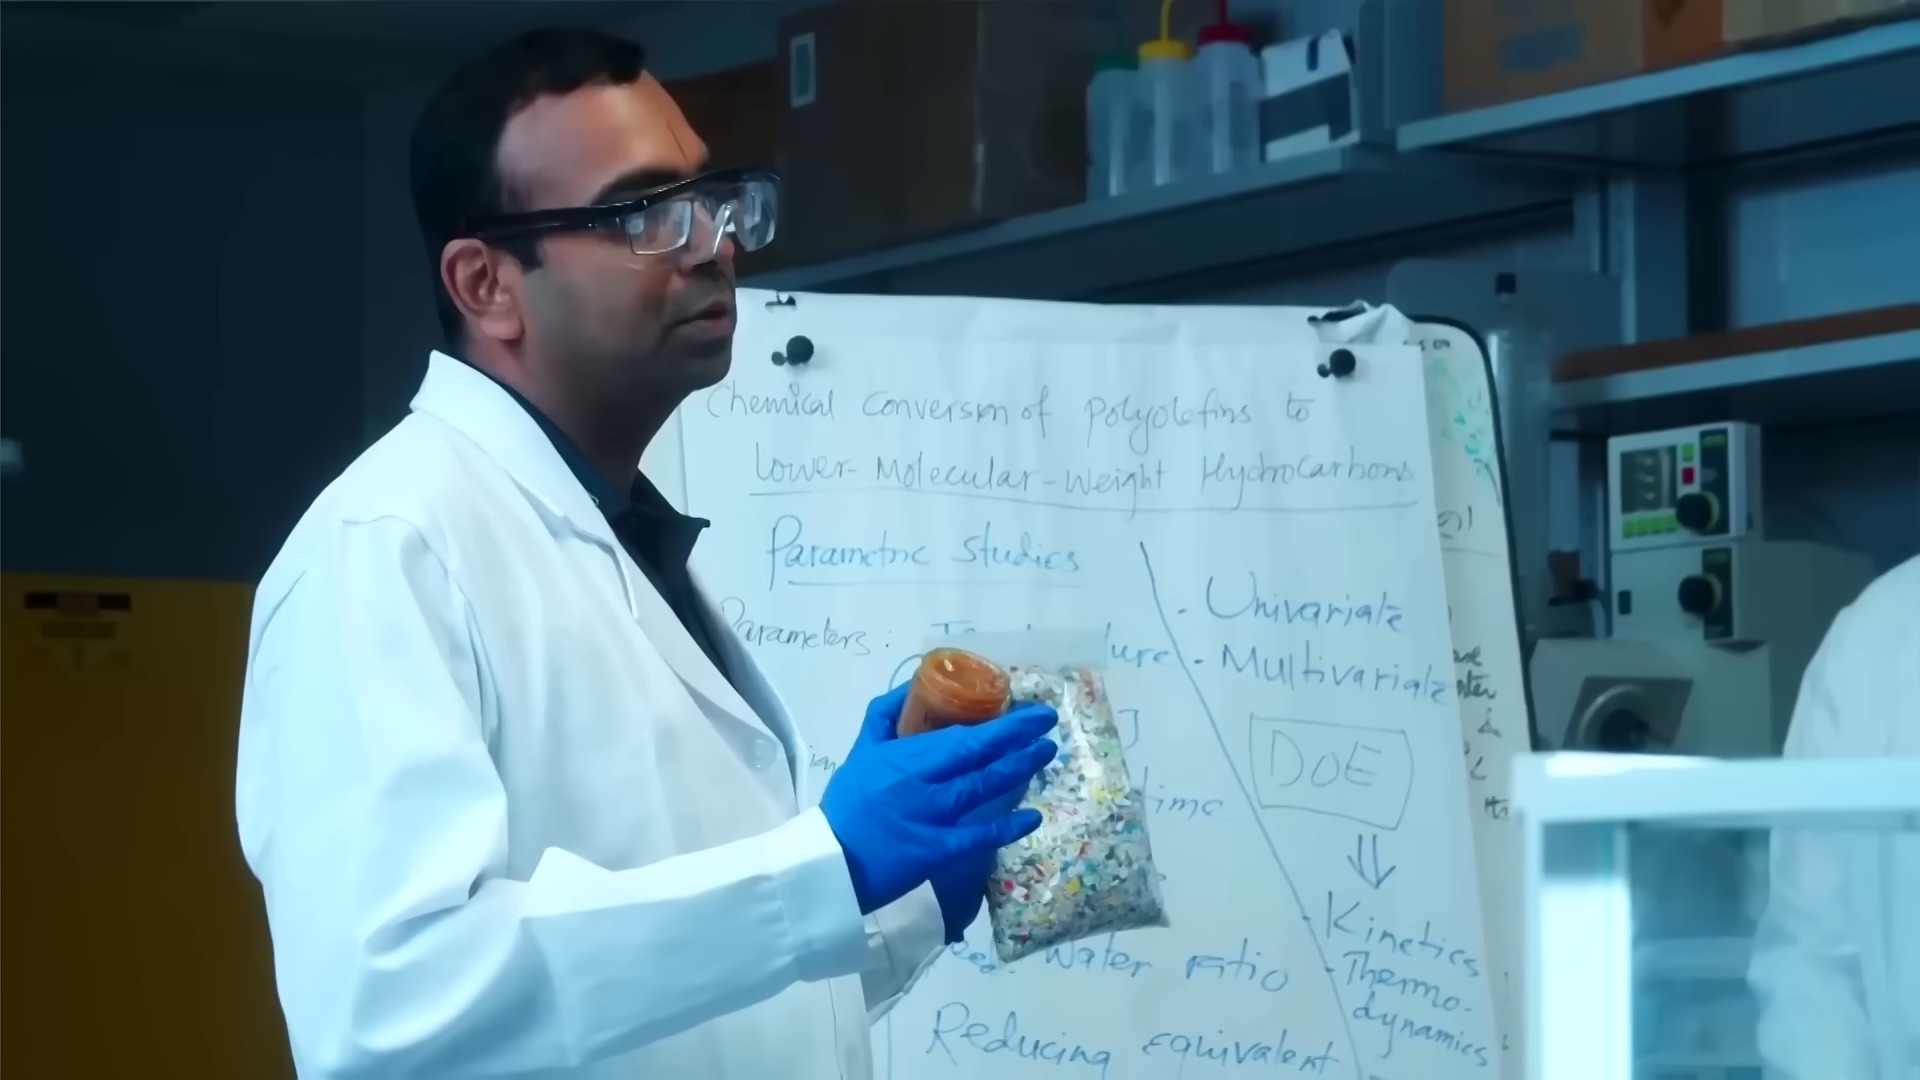 Chemical Conversion of polyolefins to
Lower-Molecular-Weight Hydrocarbons
Parametric Studies
Parameters:
- Univariate
- Multivariate
DOE
ime
Kinetics
- Thermo-
dynamics
Water ratio
Reducing equivalent